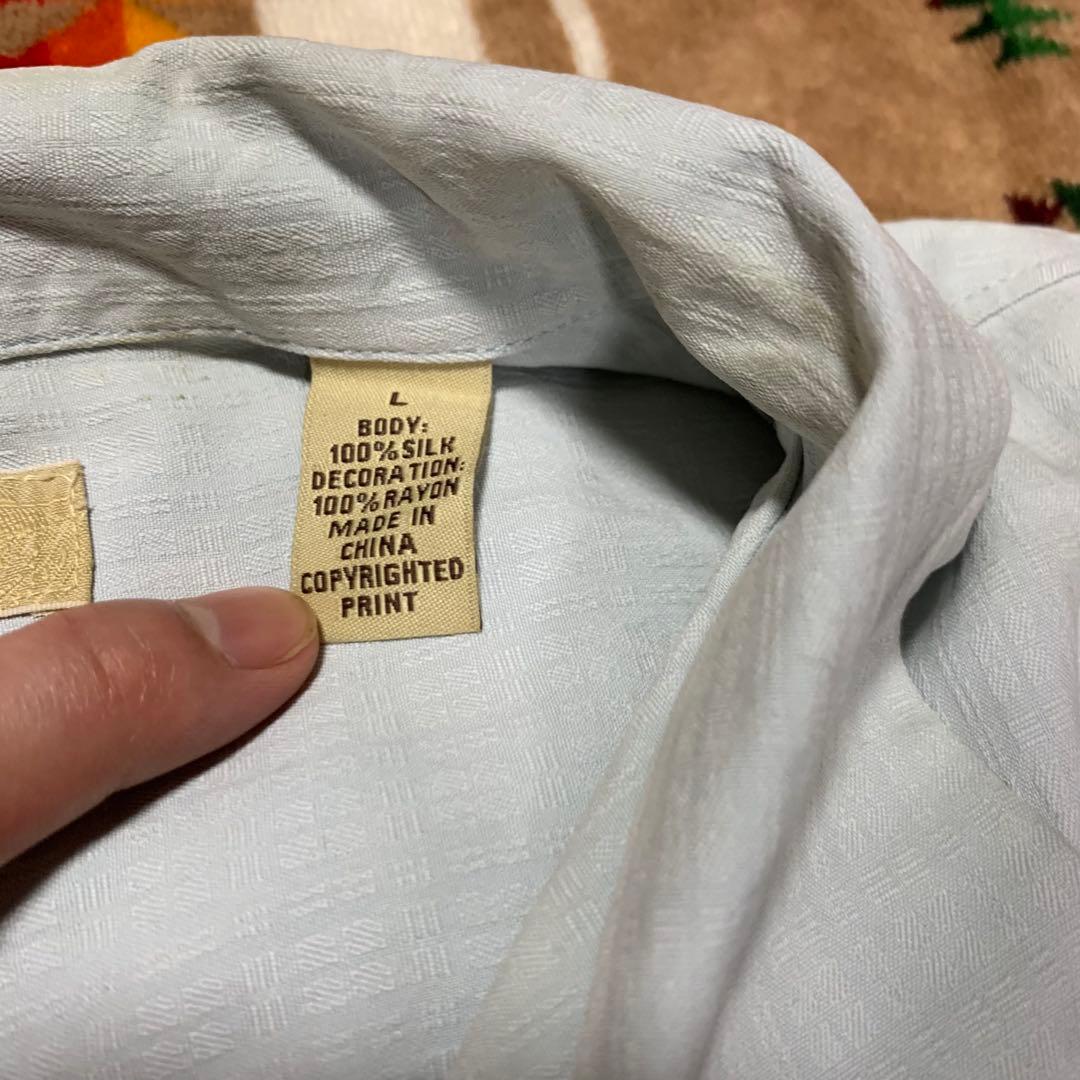 L
BODY:
100% SILK
DECORATION:
100% RAYON
MADE IN
CHINA
COPYRIGHTED
PRINT